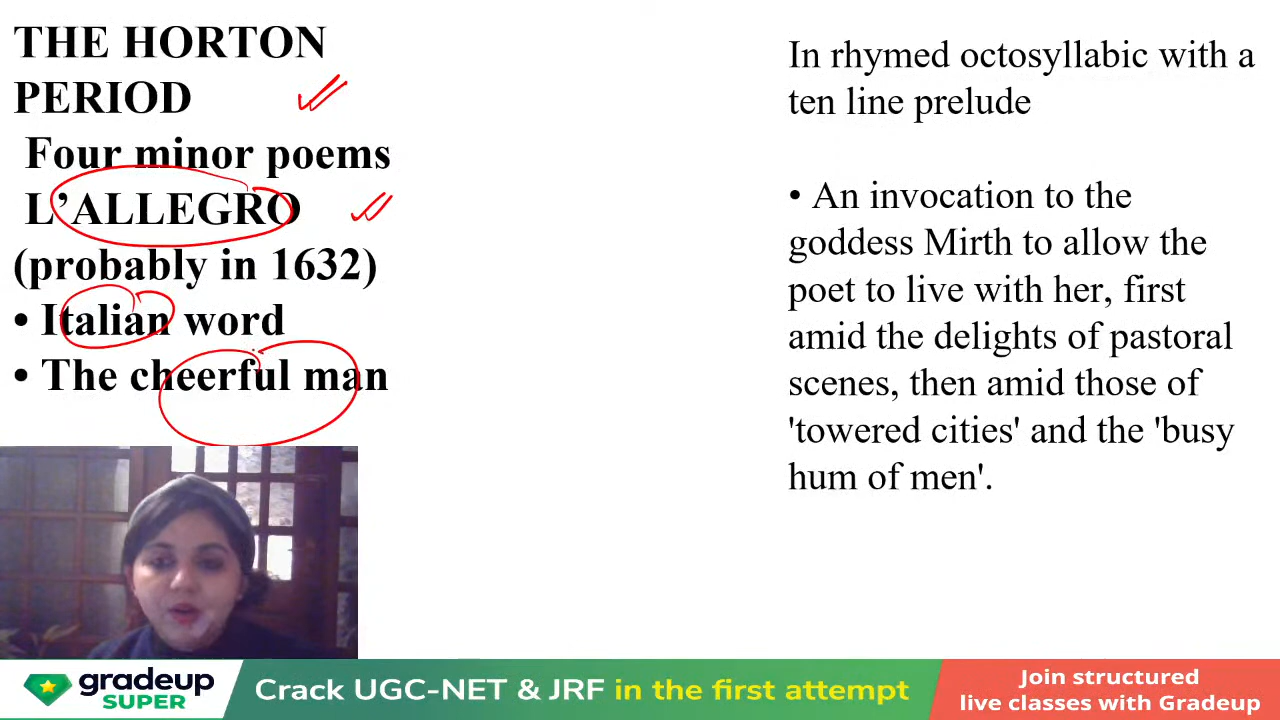 THE HORTON
PERIOD
Four minor poems
L’ALLEGRO
(probably in 1632)
• Italian word
• The cheerful man
In rhymed octosyllabic with a
ten line prelude
• An invocation to the
goddess Mirth to allow the
poet to live with her, first
amid the delights of pastoral
scenes, then amid those of
'towered cities' and the 'busy
hum of men'.
gradeup
SUPER
Crack UGC-NET & JRF in the first attempt
Join structured
live classes with Gradeup